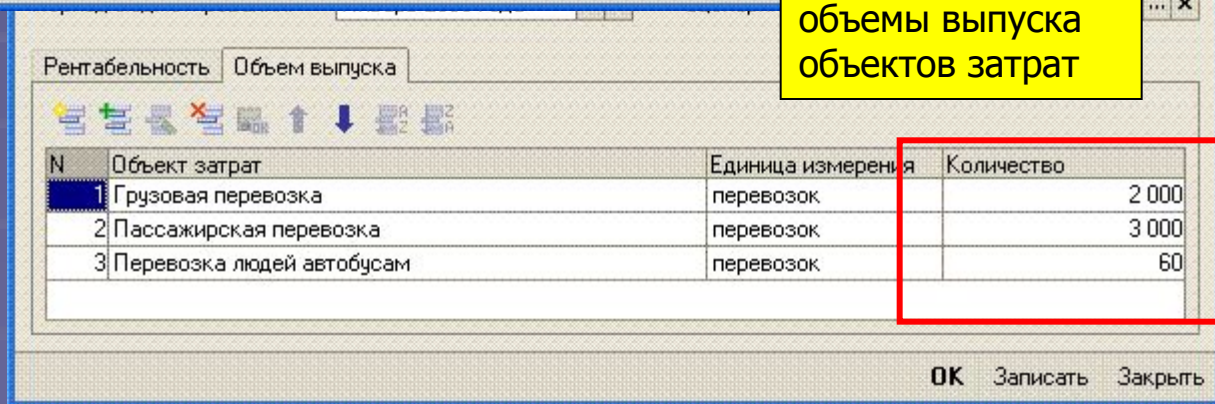 объемы выпуска
объектов затрат
... x
Рентабельность Объем выпуска
N Объект затрат Единица измерения Количество
1 Грузовая перевозка перевозок 2 000
2 Пассажирская перевозка перевозок 3 000
3 Перевозка людей автобусам перевозок 60
OK Записать Закрыть